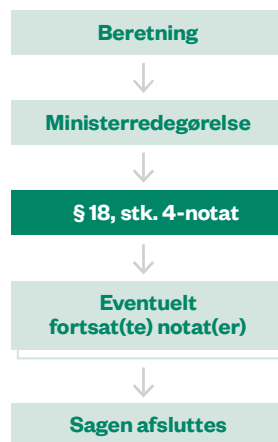 Beretning
Ministerredegørelse
§ 18, stk. 4-notat
Eventuelt
fortsat(te) notat(er)
Sagen afsluttes